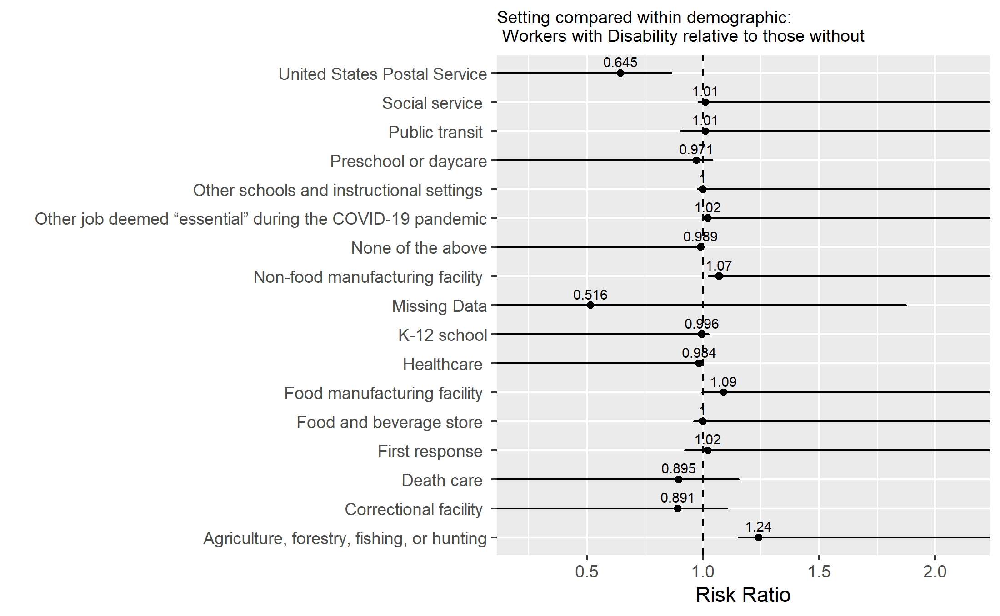 Setting compared within demographic:
Workers with Disability relative to those without
United States Postal Service
0.645
Social service
1.01
Public transit
1.01
Preschool or daycare
0.971
Other schools and instructional settings
1
Other job deemed “essential” during the COVID-19 pandemic
1.02
None of the above
0.989
Non-food manufacturing facility
1.07
Missing Data
0.516
K-12 school
0.996
Healthcare
0.984
Food manufacturing facility
1.09
Food and beverage store
1
First response
1.02
Death care
0.895
Correctional facility
0.891
Agriculture, forestry, fishing, or hunting
1.24
0.5 1.0 1.5 2.0
Risk Ratio